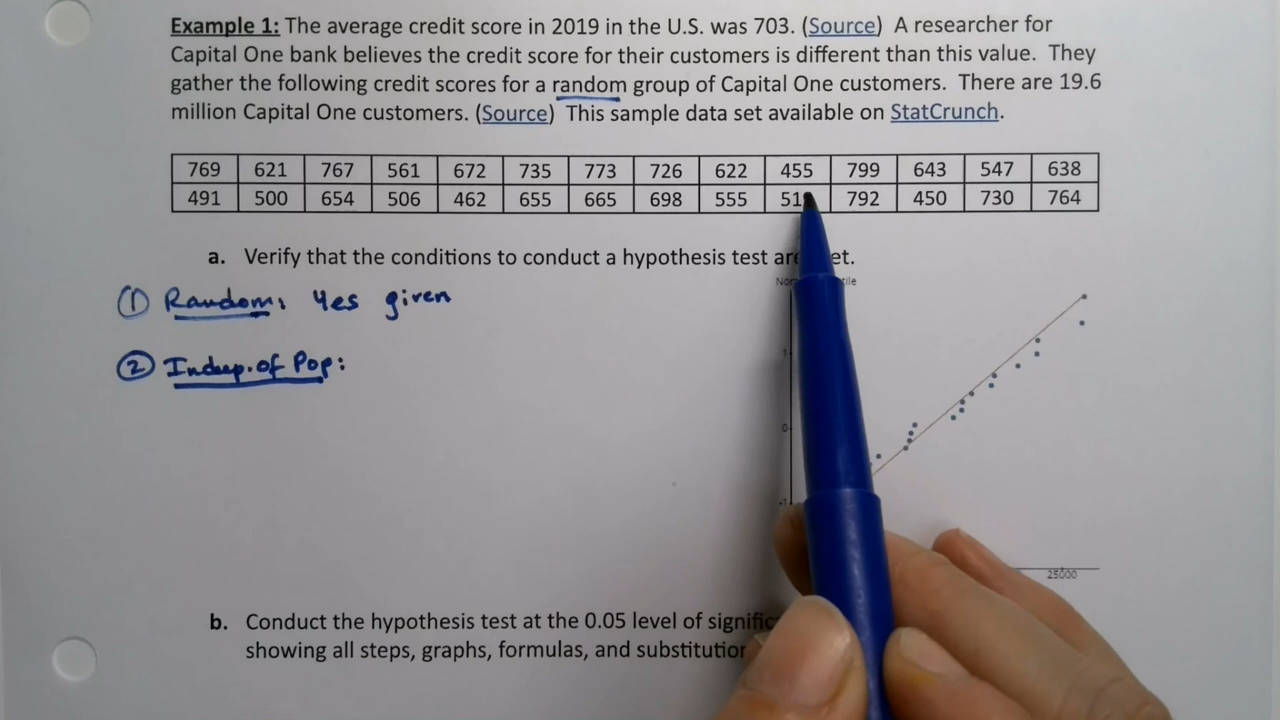 Example 1: The average credit score in 2019 in the U.S. was 703. (Source) A researcher for
Capital One bank believes the credit score for their customers is different than this value. They
gather the following credit scores for a random group of Capital One customers. There are 19.6
million Capital One customers. (Source) This sample data set available on StatCrunch.
769 621 767 561 672 735 773 726 622 455 799 643 547 638
491 500 654 506 462 655 665 698 555 792 450 730 764
a. Verify that the conditions to conduct a hypothesis test
① Random: Yes given
② Indep. of Pop:
1
0
-1
25000
b. Conduct the hypothesis test at the 0.05 level of
showing all steps, graphs, formulas, and